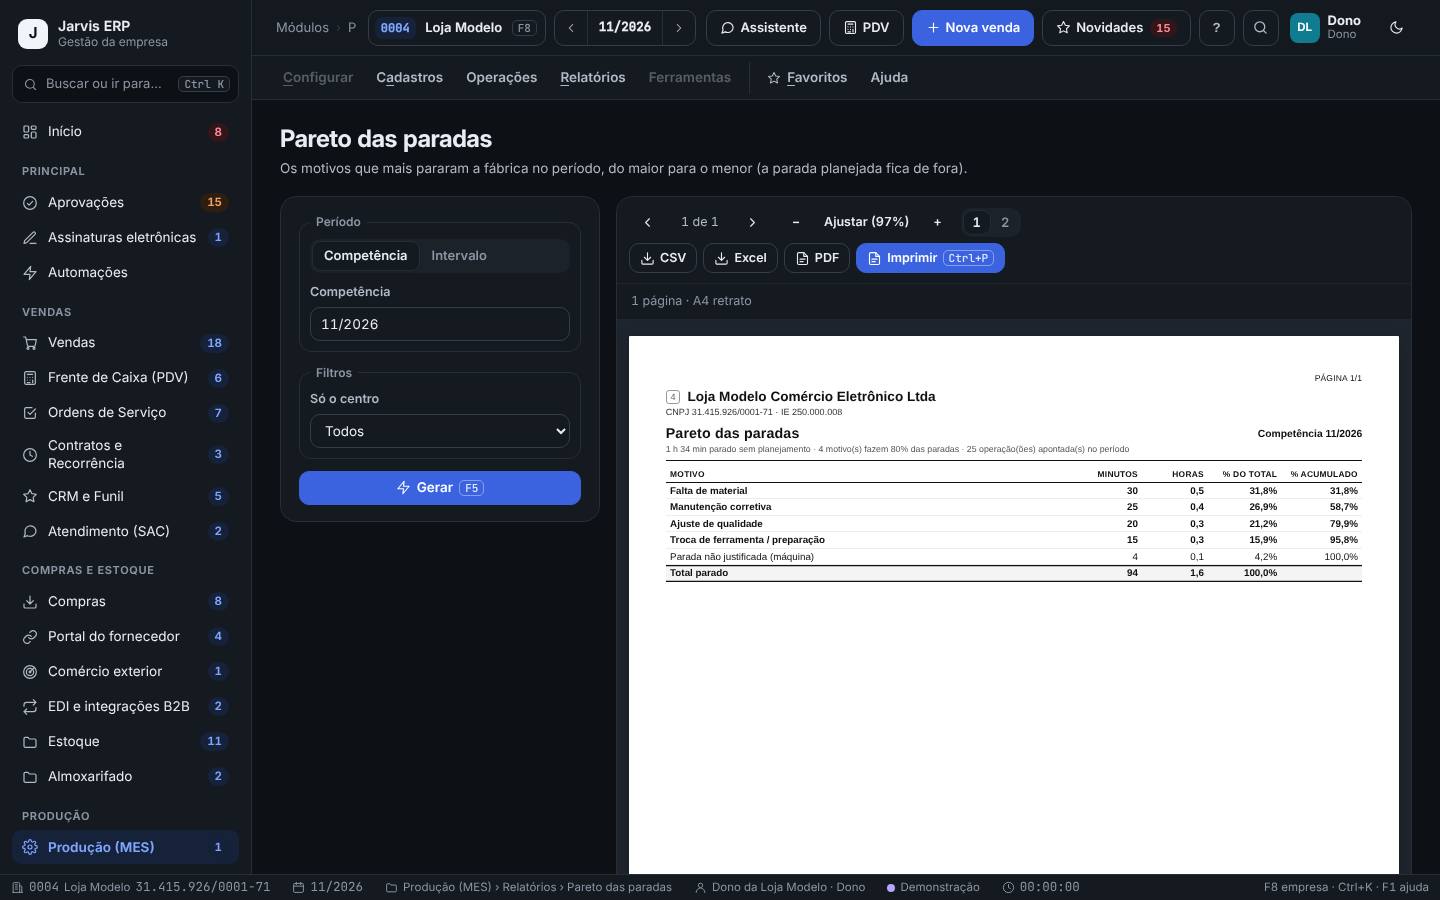 J
Jarvis ERP
Gestão da empresa
Buscar ou ir para... Ctrl K
Início 8
PRINCIPAL
Aprovações 15
Assinaturas eletrônicas 1
Automações
VENDAS
Vendas 18
Frente de Caixa (PDV) 6
Ordens de Serviço 7
Contratos e
Recorrência 3
CRM e Funil 5
Atendimento (SAC) 2
COMPRAS E ESTOQUE
Compras 8
Portal do fornecedor 4
Comércio exterior 1
EDI e integrações B2B 2
Estoque 11
Almoxarifado 2
PRODUÇÃO
Produção (MES) 1
Módulos › P 0004 Loja Modelo F8 ‹ 11/2026 › Assistente PDV + Nova venda Novidades 15 ? DL Dono
Dono
Configurar Cadastros Operações Relatórios Ferramentas Favoritos Ajuda
Pareto das paradas
Os motivos que mais pararam a fábrica no período, do maior para o menor (a parada planejada fica de fora).
Período
Competência Intervalo
Competência
11/2026
Filtros
Só o centro
Todos
Gerar F5
‹ 1 de 1 › − Ajustar (97%) + 1 2
CSV Excel PDF Imprimir Ctrl+P
1 página · A4 retrato
PÁGINA 1/1
4 Loja Modelo Comércio Eletrônico Ltda
CNPJ 31.415.926/0001-71 · IE 250.000.008
Pareto das paradas Competência 11/2026
1 h 34 min parado sem planejamento · 4 motivo(s) fazem 80% das paradas · 25 operação(ões) apontada(s) no período
MOTIVO MINUTOS HORAS % DO TOTAL % ACUMULADO
Falta de material 30 0,5 31,8% 31,8%
Manutenção corretiva 25 0,4 26,9% 58,7%
Ajuste de qualidade 20 0,3 21,2% 79,9%
Troca de ferramenta / preparação 15 0,3 15,9% 95,8%
Parada não justificada (máquina) 4 0,1 4,2% 100,0%
Total parado 94 1,6 100,0%
0004 Loja Modelo 31.415.926/0001-71 11/2026 Produção (MES) › Relatórios › Pareto das paradas Dono da Loja Modelo · Dono Demonstração 00:00:00 F8 empresa · Ctrl+K · F1 ajuda